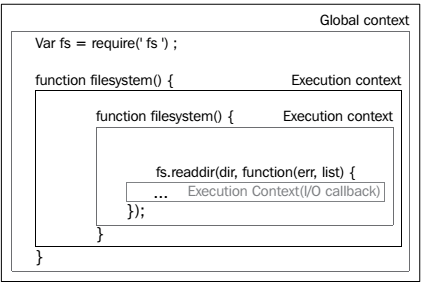 Global context
Var fs = require(' fs ') ;
function filesystem() { Execution context
function filesystem() { Execution context
fs.readdir(dir, function(err, list) {
... Execution Context(I/O callback)
});
}
}